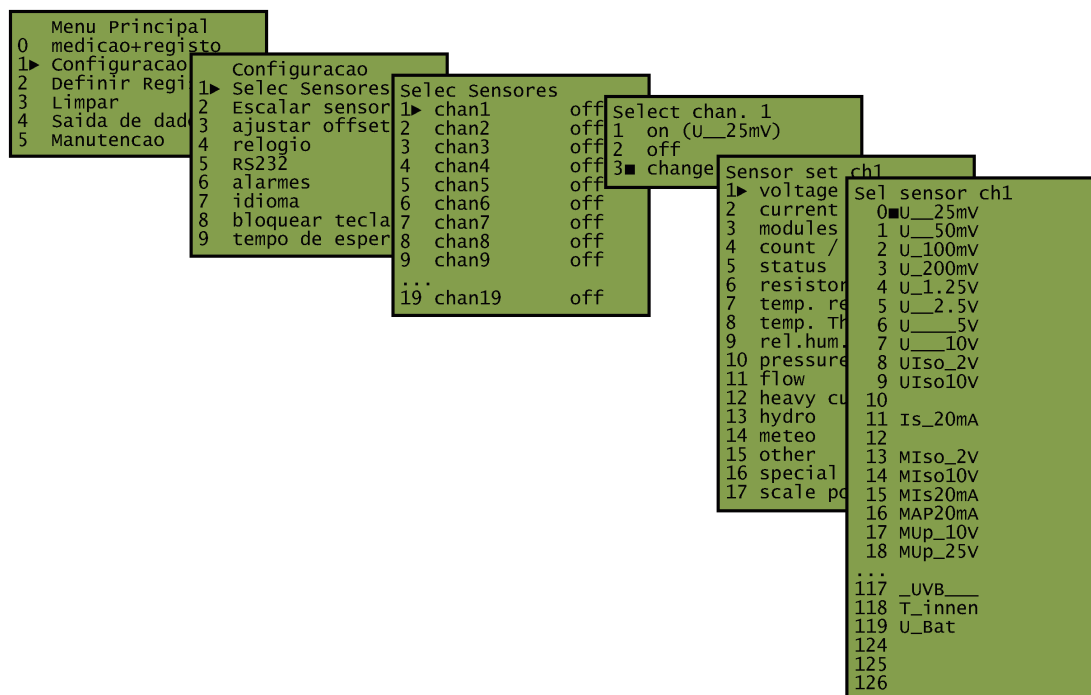 Menu Principal
0 medicao+registo
1▶ Configuracao
2 Definir Regi
3 Limpar
4 Saida de dad
5 Manutencao
Configuracao
1▶ Selec Sensores
2 Escalar sensor
3 ajustar offset
4 relogio
5 RS232
6 alarmes
7 idioma
8 bloquear tecla
9 tempo de esper
Selec Sensores
1▶ chan1 off
2 chan2 off
3 chan3 off
4 chan4 off
5 chan5 off
6 chan6 off
7 chan7 off
8 chan8 off
9 chan9 off
...
19 chan19 off
Select chan. 1
1 on (U__25mV)
2 off
3■ change
Sensor set ch1
1▶ voltage
2 current
3 modules
4 count /
5 status
6 resistor
7 temp. re
8 temp. Th
9 rel.hum.
10 pressure
11 flow
12 heavy cu
13 hydro
14 meteo
15 other
16 special
17 scale po
Sel sensor ch1
0■U__25mV
1 U__50mV
2 U_100mV
3 U_200mV
4 U_1.25V
5 U__2.5V
6 U____5V
7 U___10V
8 UIso_2V
9 UIso10V
10
11 Is_20mA
12
13 MIso_2V
14 MIso10V
15 MIs20mA
16 MAP20mA
17 MUp_10V
18 MUp_25V
...
117 _UVB___
118 T_innen
119 U_Bat
124
125
126